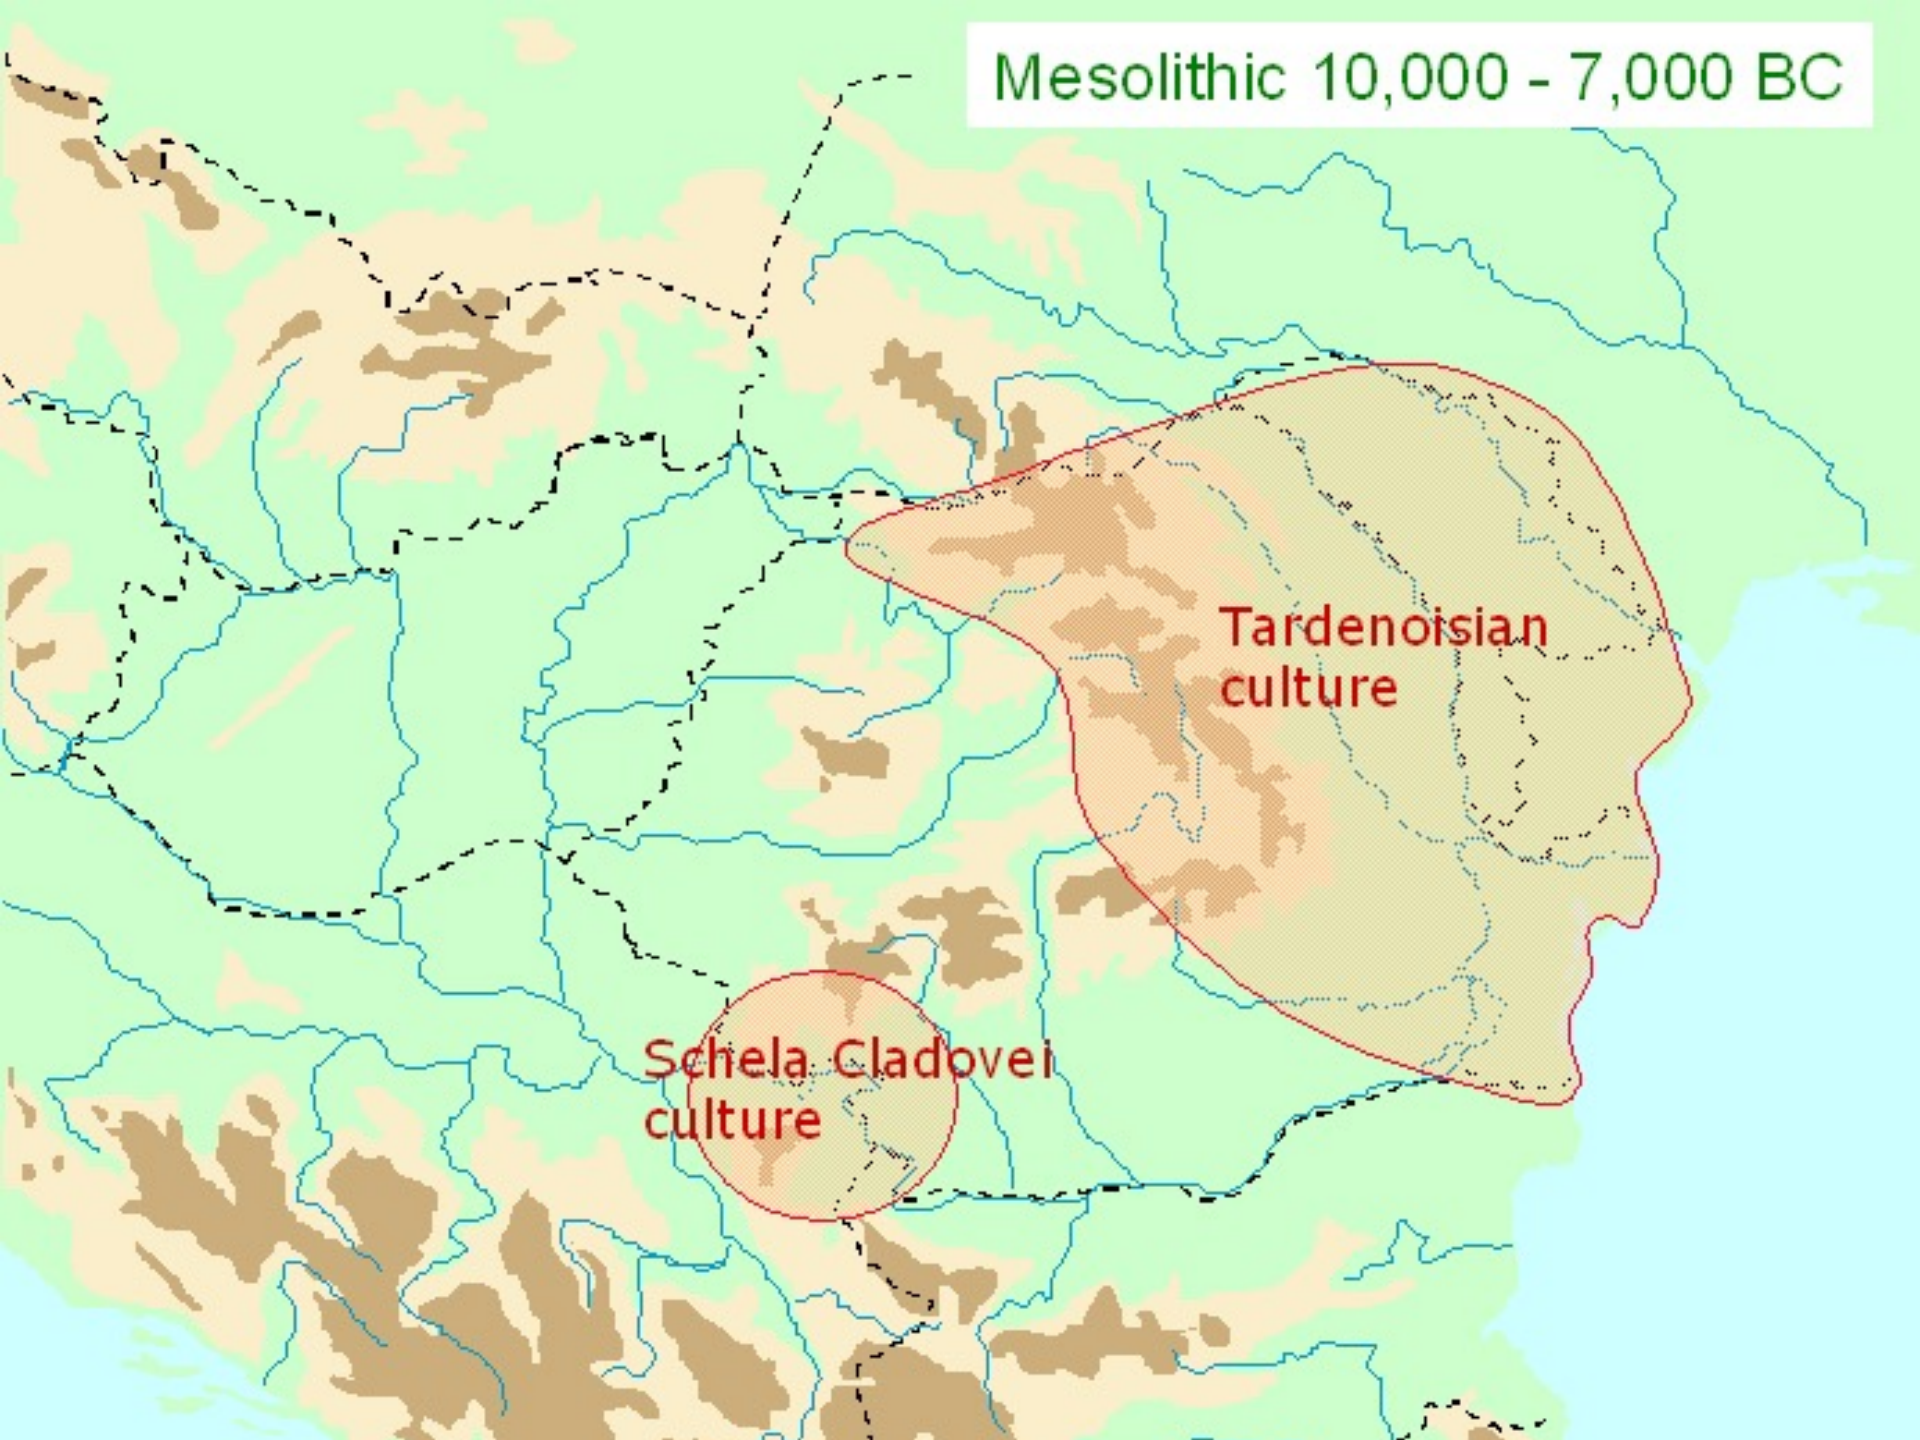 Mesolithic 10,000 - 7,000 BC
Tardenoisian
culture
Schela Cladovei
culture